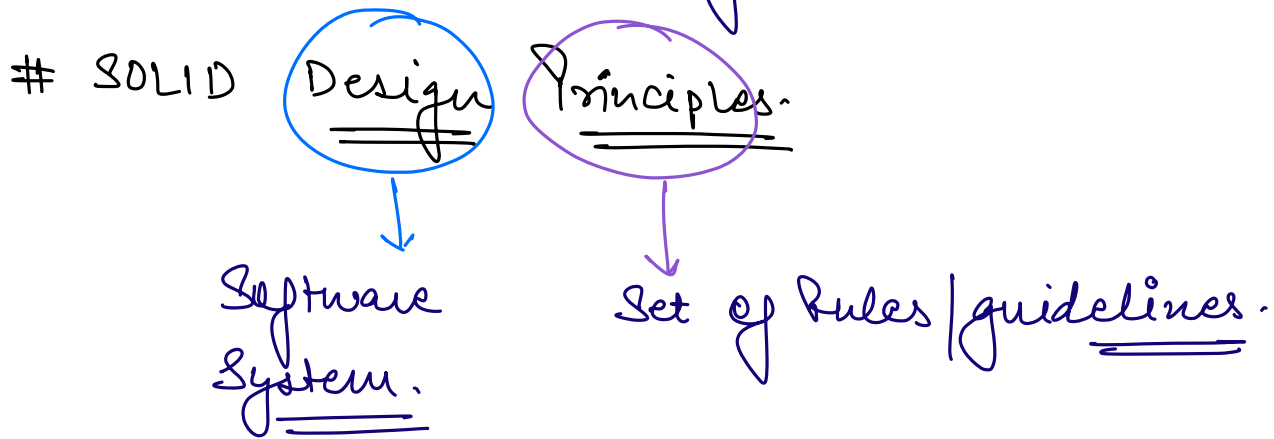 # SOLID Design Principles.
Software
System.
Set of Rules/guidelines.